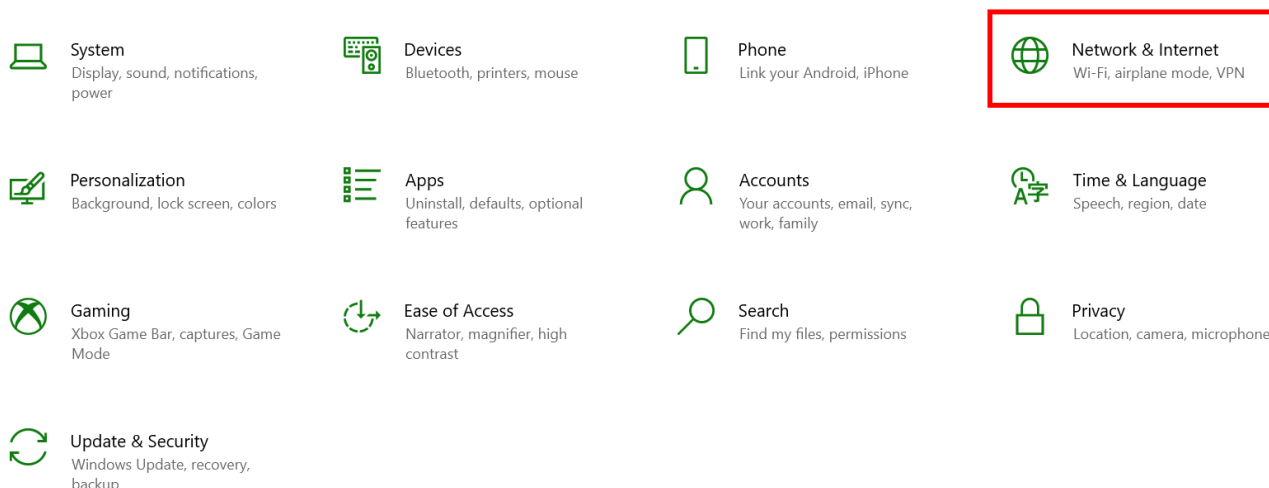 System
Display, sound, notifications,
power
Devices
Bluetooth, printers, mouse
Phone
Link your Android, iPhone
Network & Internet
Wi-Fi, airplane mode, VPN
Personalization
Background, lock screen, colors
Apps
Uninstall, defaults, optional
features
Accounts
Your accounts, email, sync,
work, family
A字
Time & Language
Speech, region, date
Gaming
Xbox Game Bar, captures, Game
Mode
Ease of Access
Narrator, magnifier, high
contrast
Search
Find my files, permissions
Privacy
Location, camera, microphone
Update & Security
Windows Update, recovery,
backup